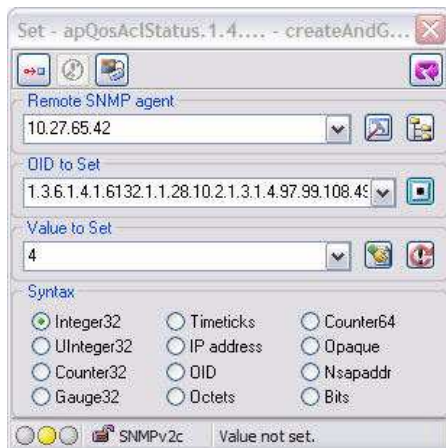 Set - apQosAclStatus.1.4.... - createAndG...
Remote SNMP agent
10.27.65.42
OID to Set
1.3.6.1.4.1.6132.1.1.28.10.2.1.3.1.4.97.99.108.49
Value to Set
4
Syntax
Integer32 Timeticks Counter64
UInteger32 IP address Opaque
Counter32 OID Nsapaddr
Gauge32 Octets Bits
SNMPv2c Value not set.